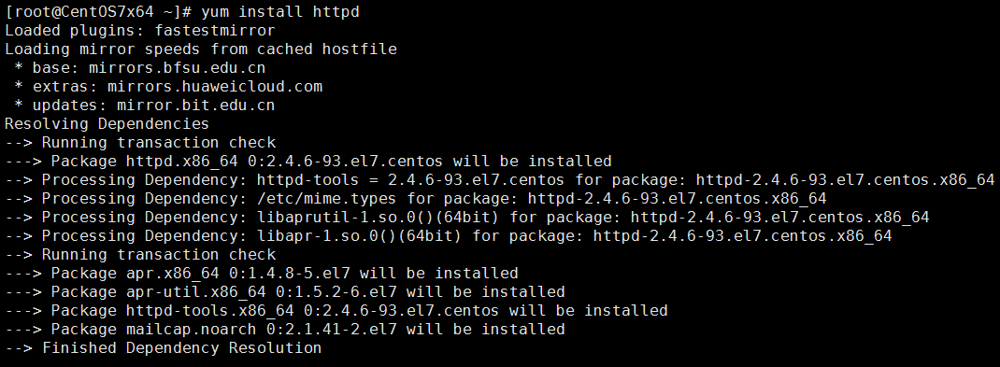 [root@CentOS7x64 ~]# yum install httpd
Loaded plugins: fastestmirror
Loading mirror speeds from cached hostfile
 * base: mirrors.bfsu.edu.cn
 * extras: mirrors.huaweicloud.com
 * updates: mirror.bit.edu.cn
Resolving Dependencies
--> Running transaction check
---> Package httpd.x86_64 0:2.4.6-93.el7.centos will be installed
--> Processing Dependency: httpd-tools = 2.4.6-93.el7.centos for package: httpd-2.4.6-93.el7.centos.x86_64
--> Processing Dependency: /etc/mime.types for package: httpd-2.4.6-93.el7.centos.x86_64
--> Processing Dependency: libaprutil-1.so.0()(64bit) for package: httpd-2.4.6-93.el7.centos.x86_64
--> Processing Dependency: libapr-1.so.0()(64bit) for package: httpd-2.4.6-93.el7.centos.x86_64
--> Running transaction check
---> Package apr.x86_64 0:1.4.8-5.el7 will be installed
---> Package apr-util.x86_64 0:1.5.2-6.el7 will be installed
---> Package httpd-tools.x86_64 0:2.4.6-93.el7.centos will be installed
---> Package mailcap.noarch 0:2.1.41-2.el7 will be installed
--> Finished Dependency Resolution